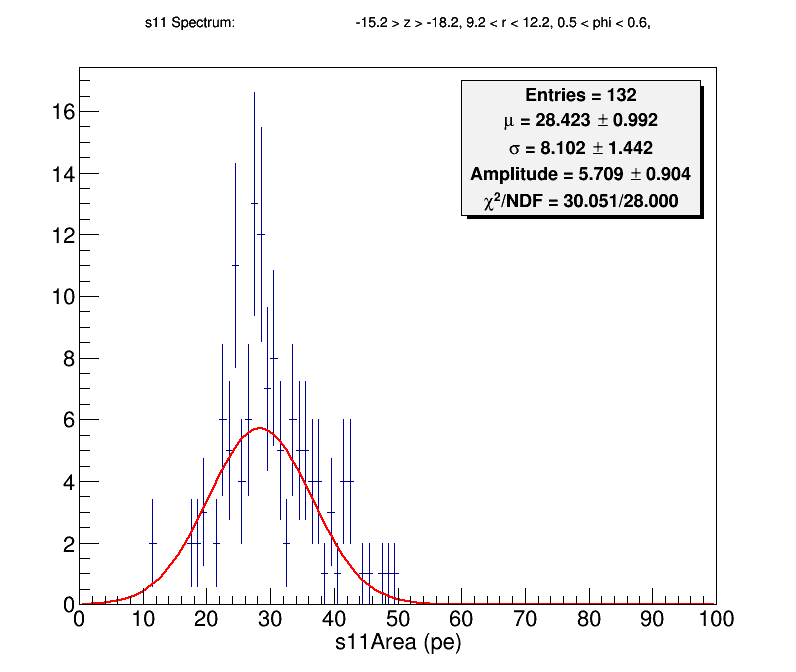 s11 Spectrum: -15.2 > z > -18.2, 9.2 < r < 12.2, 0.5 < phi < 0.6,
Entries = 132
μ = 28.423 ± 0.992
σ = 8.102 ± 1.442
Amplitude = 5.709 ± 0.904
χ²/NDF = 30.051/28.000
16
14
12
10
8
6
4
2
0
0 10 20 30 40 50 60 70 80 90 100
s11Area (pe)